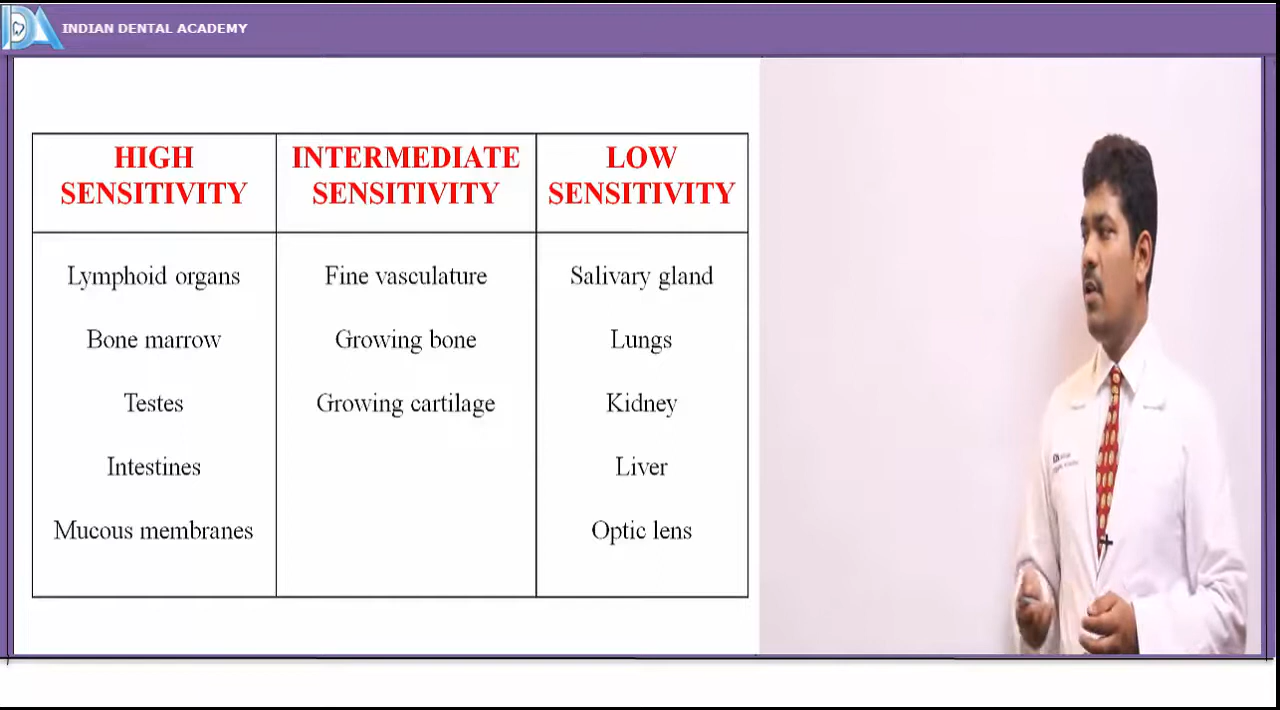 INDIAN DENTAL ACADEMY
HIGH
SENSITIVITY
INTERMEDIATE
SENSITIVITY
LOW
SENSITIVITY
Lymphoid organs
Fine vasculature
Salivary gland
Bone marrow
Growing bone
Lungs
Testes
Growing cartilage
Kidney
Intestines
Liver
Mucous membranes
Optic lens